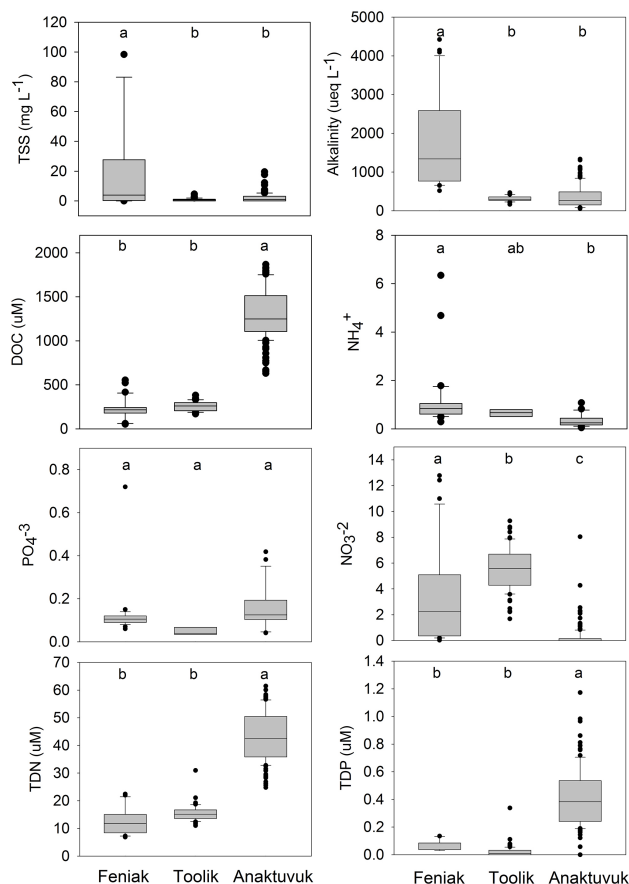 TSS (mg L-1)
120
100
80
60
40
20
0
a b b
Alkalinity (ueq L-1)
5000
4000
3000
2000
1000
0
a b b
DOC (uM)
2000
1500
1000
500
0
b b a
NH4+
8
6
4
2
0
a ab b
PO4-3
0.8
0.6
0.4
0.2
0.0
a a a
NO3-2
14
12
10
8
6
4
2
0
a b c
TDN (uM)
70
60
50
40
30
20
10
0
b b a
Feniak Toolik Anaktuvuk
TDP (uM)
1.4
1.2
1.0
0.8
0.6
0.4
0.2
0.0
b b a
Feniak Toolik Anaktuvuk